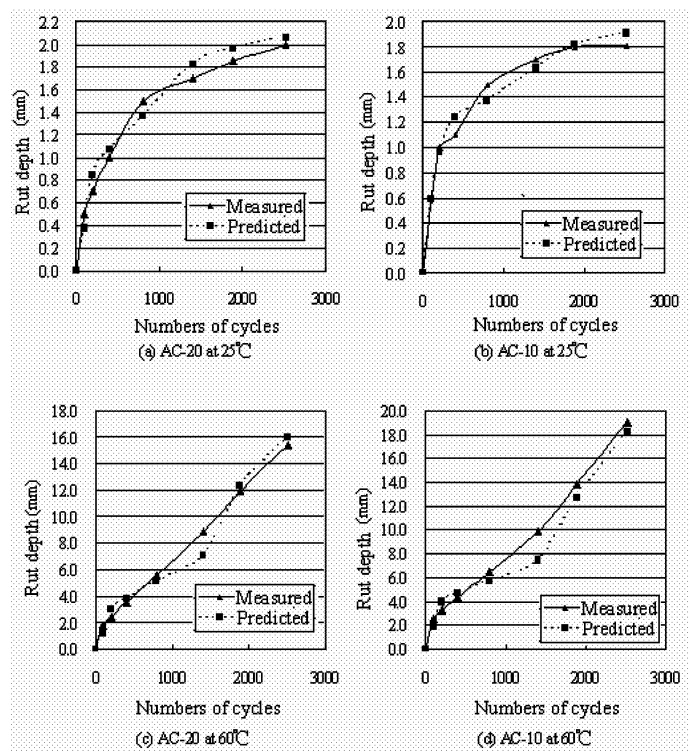 2.2
2.0
1.8
1.6
1.4
1.2
1.0
0.8
0.6
0.4
0.2
0.0
Rut depth (mm)
Measured
Predicted
0 1000 2000 3000
Numbers of cycles
(a) AC-20 at 25℃
2.0
1.8
1.6
1.4
1.2
1.0
0.8
0.6
0.4
0.2
0.0
Rut depth (mm)
Measured
Predicted
0 1000 2000 3000
Numbers of cycles
(b) AC-10 at 25℃
18.0
16.0
14.0
12.0
10.0
8.0
6.0
4.0
2.0
0.0
Rut depth (mm)
Measured
Predicted
0 1000 2000 3000
Numbers of cycles
(c) AC-20 at 60℃
20.0
18.0
16.0
14.0
12.0
10.0
8.0
6.0
4.0
2.0
0.0
Rut depth (mm)
Measured
Predicted
0 1000 2000 3000
Numbers of cycles
(d) AC-10 at 60℃